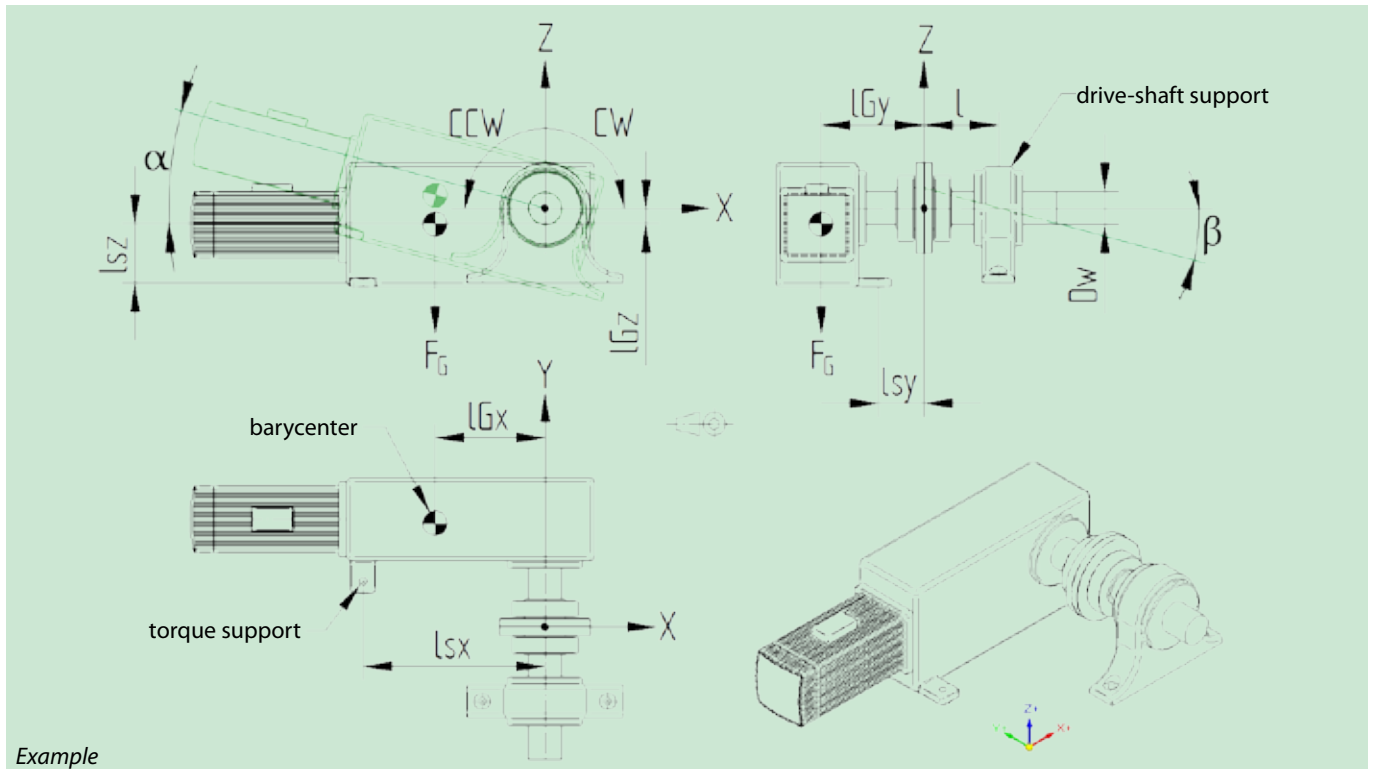 Z
Z
drive-shaft support
lGy
l
CCW
CW
α
X
β
lsz
Dw
lGz
FG
FG
lsy
Y
lGx
barycenter
torque support
X
lsx
Z+
Y+
X+
Example